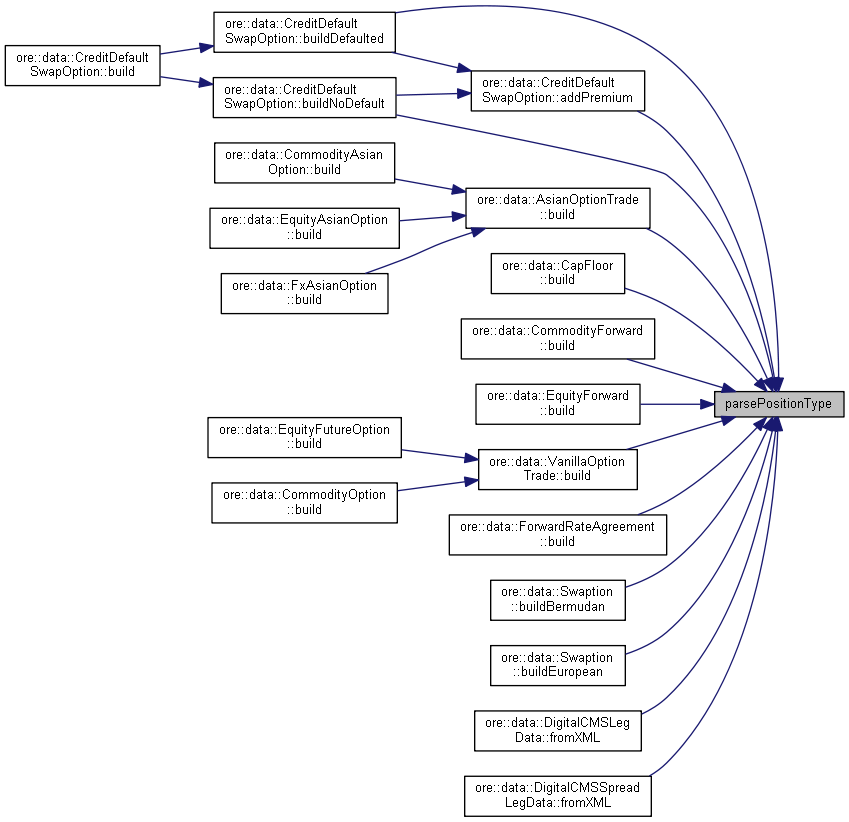 ore::data::CreditDefault
SwapOption::build
ore::data::CreditDefault
SwapOption::buildDefaulted
ore::data::CreditDefault
SwapOption::buildNoDefault
ore::data::CreditDefault
SwapOption::addPremium
ore::data::CommodityAsian
Option::build
ore::data::EquityAsianOption
::build
ore::data::FxAsianOption
::build
ore::data::AsianOptionTrade
::build
ore::data::CapFloor
::build
ore::data::CommodityForward
::build
ore::data::EquityForward
::build
parsePositionType
ore::data::EquityFutureOption
::build
ore::data::CommodityOption
::build
ore::data::VanillaOption
Trade::build
ore::data::ForwardRateAgreement
::build
ore::data::Swaption
::buildBermudan
ore::data::Swaption
::buildEuropean
ore::data::DigitalCMSLeg
Data::fromXML
ore::data::DigitalCMSSpread
LegData::fromXML